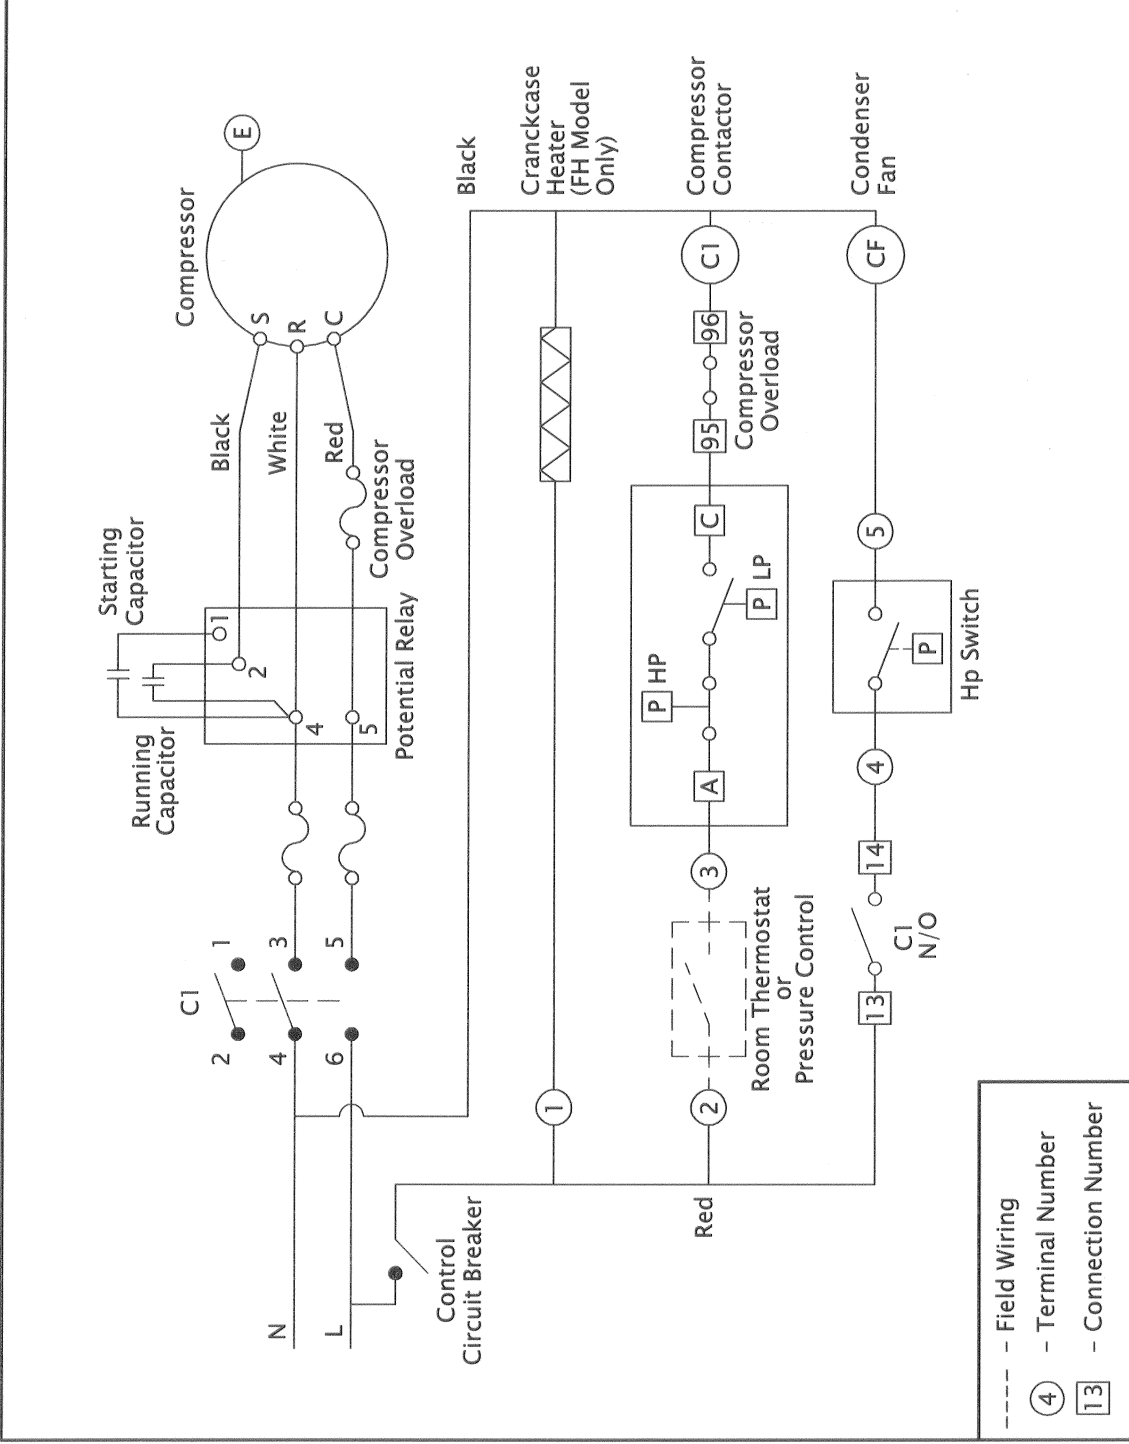 E
Compressor
S
R
C
Black
White
Red
Starting
Capacitor
Compressor
Overload
1
2
4
5
Potential Relay
Running
Capacitor
C1
1
3
5
2
4
6
N
L
Control
Circuit Breaker
Black
Cranckcase
Heater
(FH Model
Only)
1
Compressor
Contactor
C1
96
95
Compressor
Overload
C
P LP
P HP
A
3
Room Thermostat
or
Pressure Control
2
Red
Condenser
Fan
CF
5
P
Hp Switch
4
14
C1
N/O
13
---- – Field Wiring
4 – Terminal Number
13 – Connection Number